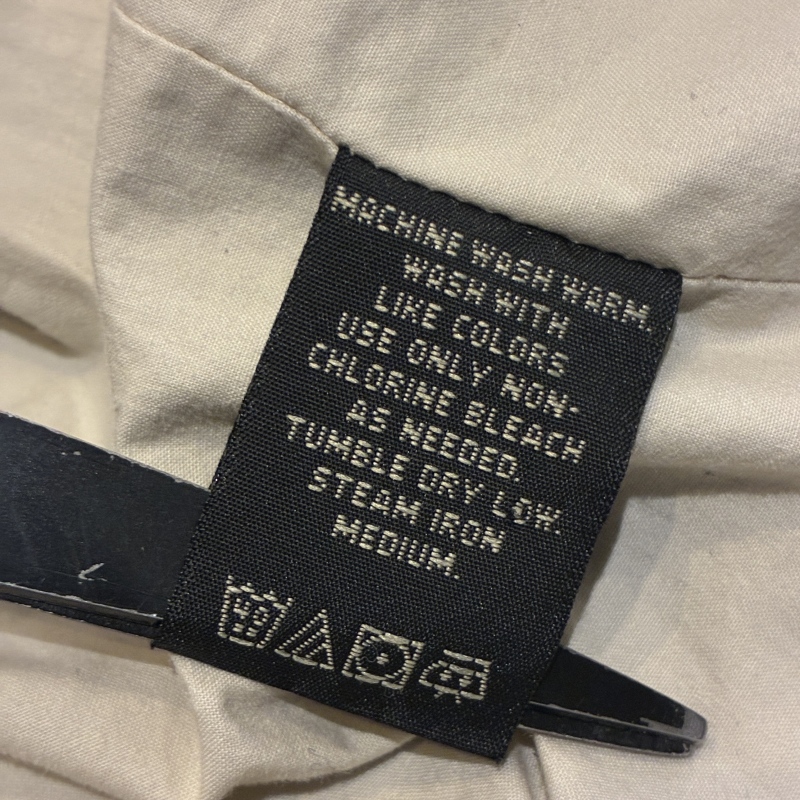 MACHINE WASH WARM.
WASH WITH
LIKE COLORS
USE ONLY NON-
CHLORINE BLEACH
AS NEEDED.
TUMBLE DRY LOW.
STEAM IRON
MEDIUM.
40